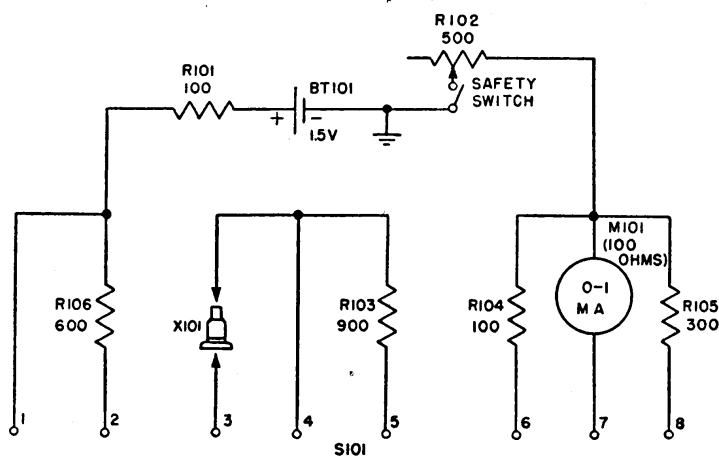 R102
500
R101
100
BT101
SAFETY
SWITCH
+
−
1.5V
M101
(100
OHMS)
R106
600
X101
R103
900
R104
100
0-1
MA
R105
300
1
2
3
4
5
6
7
8
S101